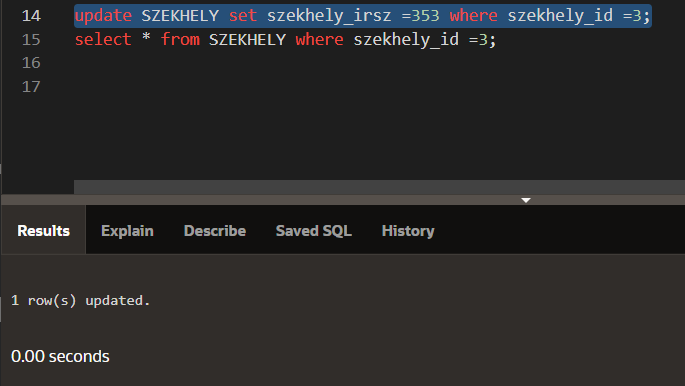 14 update SZEKHELY set szekhely_irsz =353 where szekhely_id =3;
15 select * from SZEKHELY where szekhely_id =3;
16
17
Results Explain Describe Saved SQL History
1 row(s) updated.
0.00 seconds